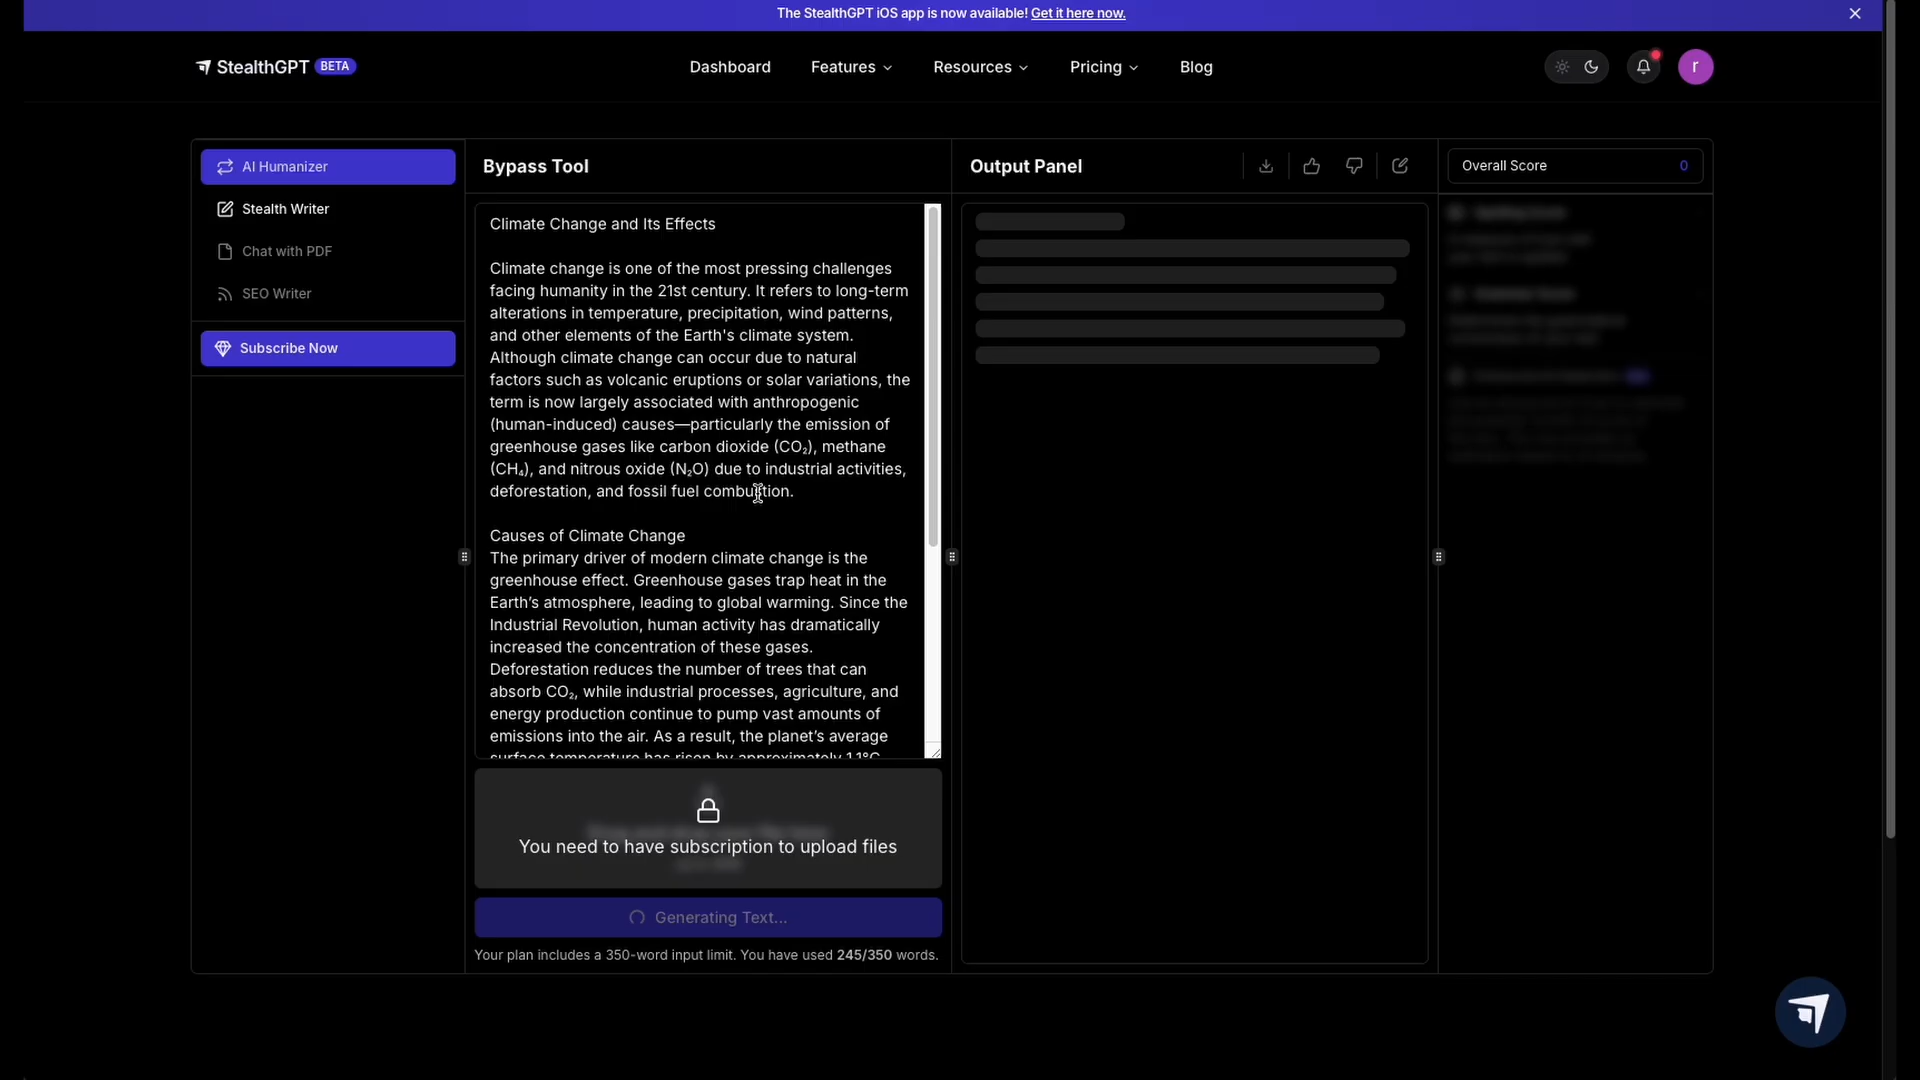 The StealthGPT iOS app is now available! Get it here now.
StealthGPT BETA
Dashboard
Features
Resources
Pricing
Blog
r
AI Humanizer
Stealth Writer
Chat with PDF
SEO Writer
Subscribe Now
Bypass Tool
Climate Change and Its Effects
Climate change is one of the most pressing challenges
facing humanity in the 21st century. It refers to long-term
alterations in temperature, precipitation, wind patterns,
and other elements of the Earth's climate system.
Although climate change can occur due to natural
factors such as volcanic eruptions or solar variations, the
term is now largely associated with anthropogenic
(human-induced) causes—particularly the emission of
greenhouse gases like carbon dioxide (CO₂), methane
(CH₄), and nitrous oxide (N₂O) due to industrial activities,
deforestation, and fossil fuel combustion.
Causes of Climate Change
The primary driver of modern climate change is the
greenhouse effect. Greenhouse gases trap heat in the
Earth’s atmosphere, leading to global warming. Since the
Industrial Revolution, human activity has dramatically
increased the concentration of these gases.
Deforestation reduces the number of trees that can
absorb CO₂, while industrial processes, agriculture, and
energy production continue to pump vast amounts of
emissions into the air. As a result, the planet’s average
surface temperature has risen by approximately 1.1°C
You need to have subscription to upload files
Generating Text...
Your plan includes a 350-word input limit. You have used 245/350 words.
Output Panel
Overall Score 0